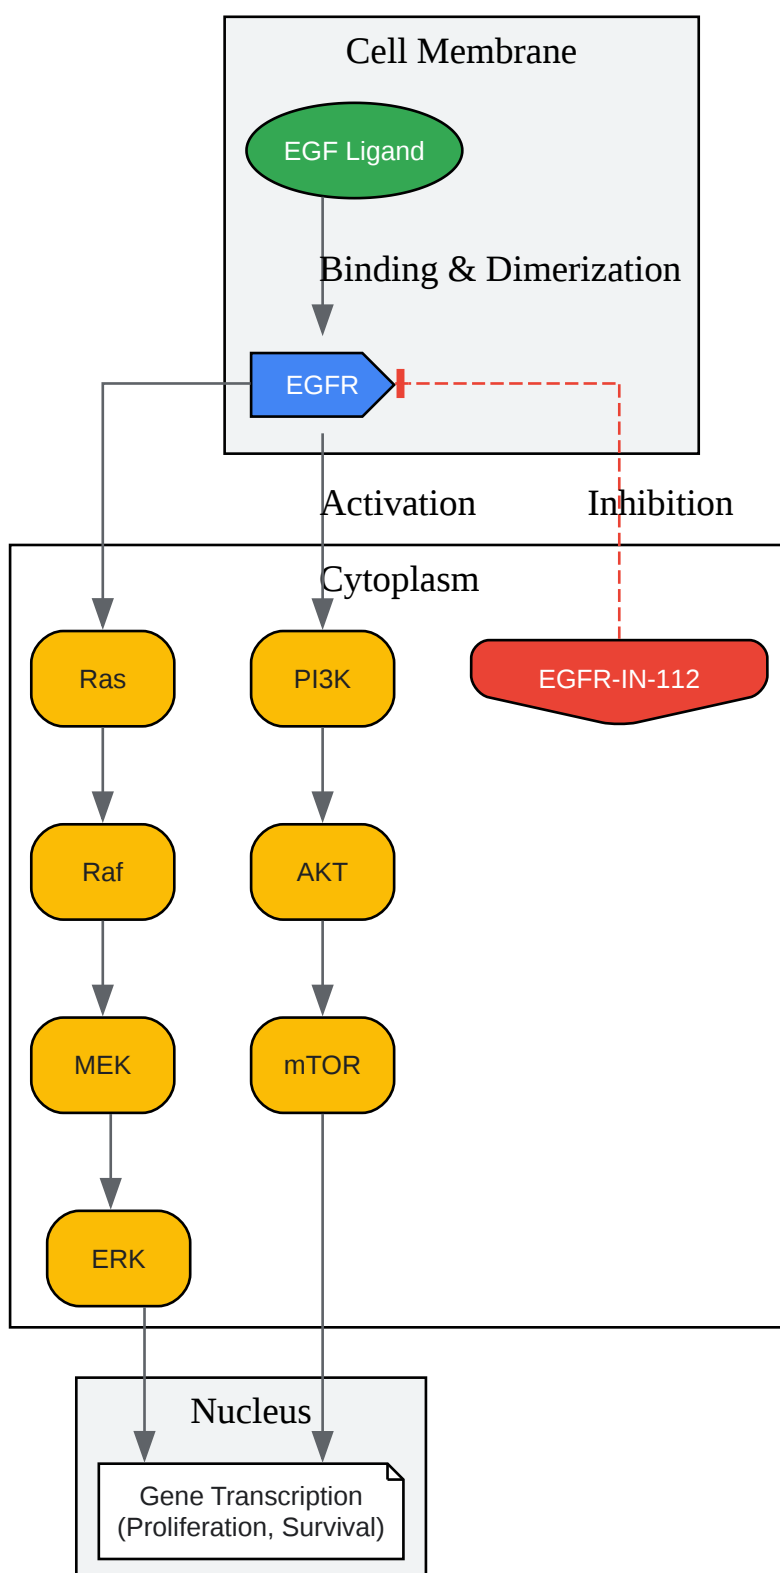 Cell Membrane
EGF Ligand
Binding & Dimerization
EGFR
Activation
Inhibition
Cytoplasm
Ras
PI3K
EGFR-IN-112
Raf
AKT
MEK
mTOR
ERK
Nucleus
Gene Transcription
(Proliferation, Survival)